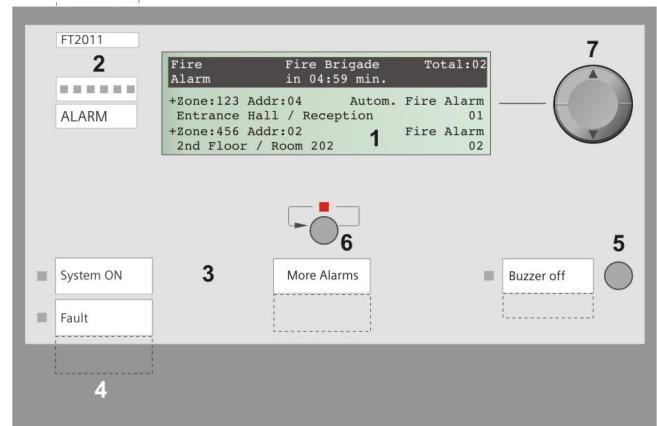 FT2011
2
7
Fire Fire Brigade Total:02
Alarm in 04:59 min.
ALARM
+Zone:123 Addr:04 Autom. Fire Alarm
Entrance Hall / Reception 01
+Zone:456 Addr:02 Fire Alarm
2nd Floor / Room 202 02
1
6
5
System ON
3
More Alarms
Buzzer off
Fault
4